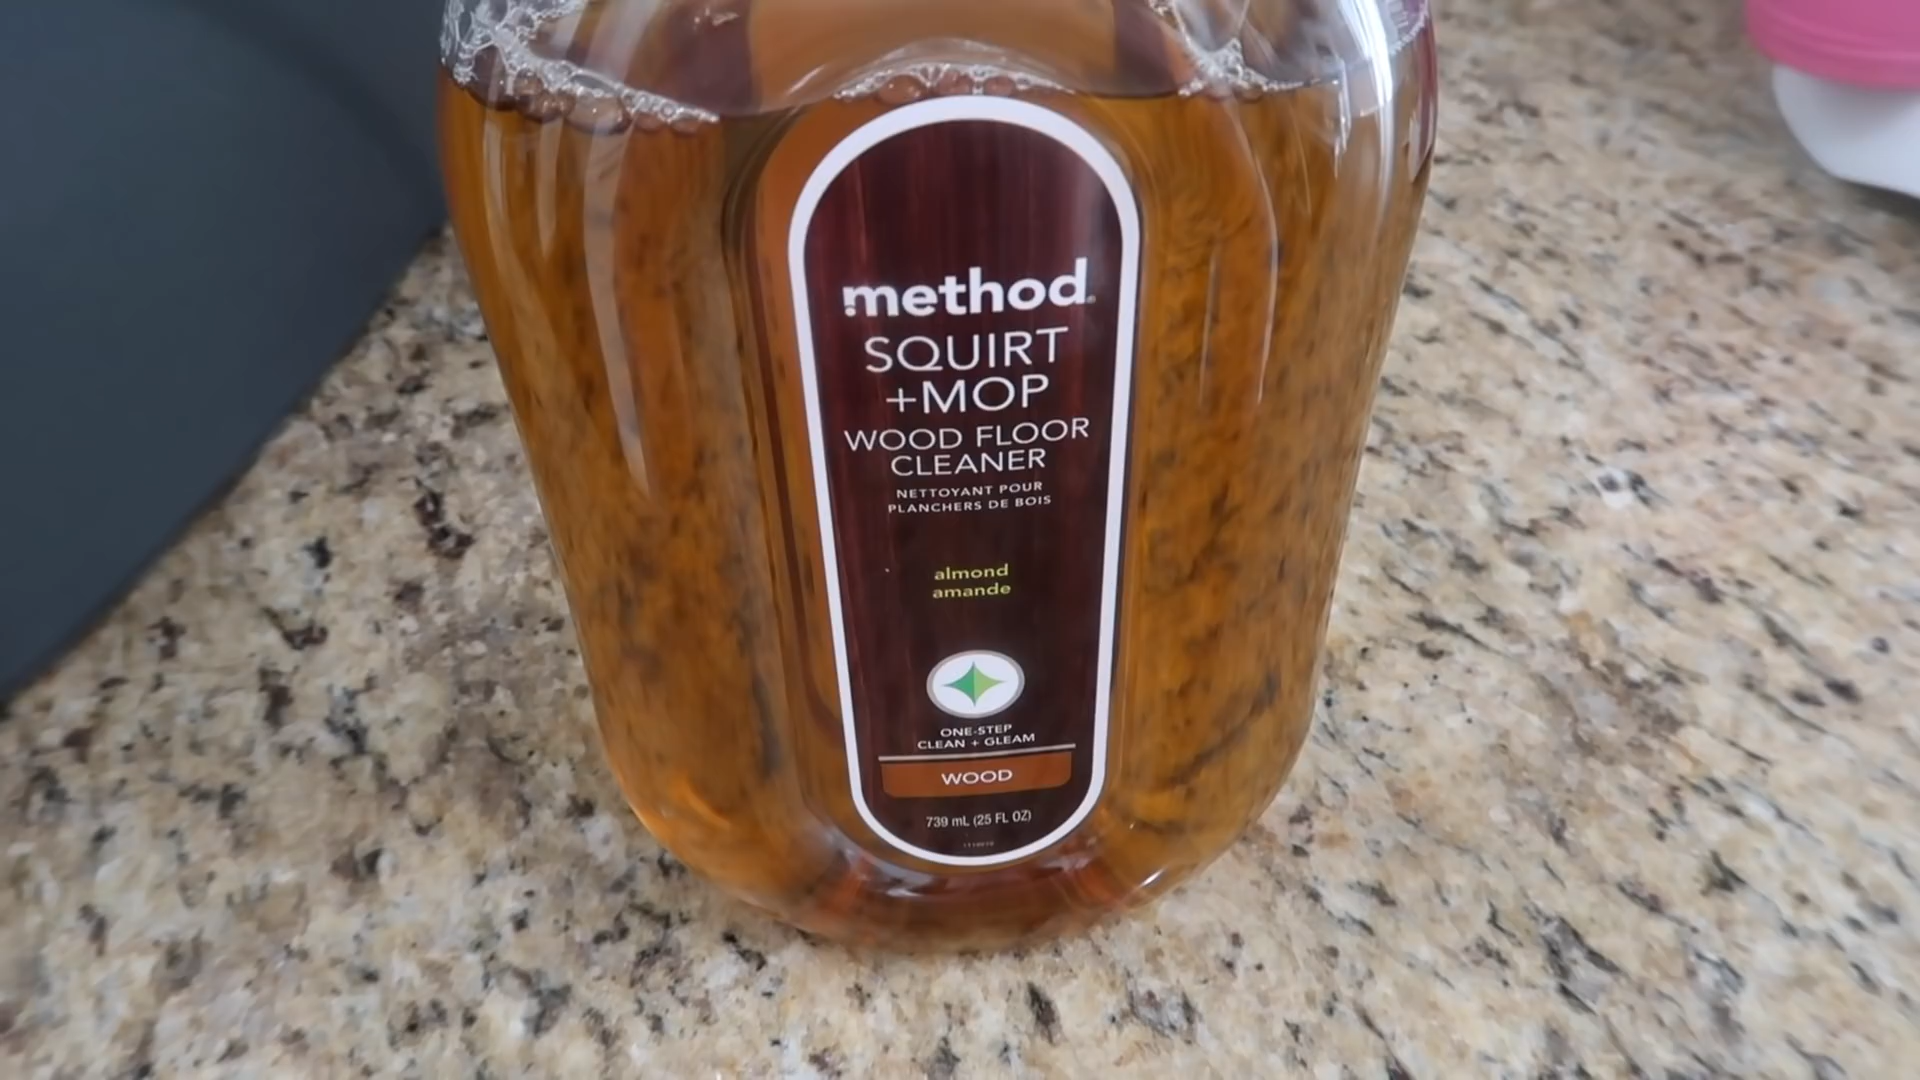 method
SQUIRT
+MOP
WOOD FLOOR
CLEANER
NETTOYANT POUR
PLANCHERS DE BOIS
almond
amande
ONE-STEP
CLEAN + GLEAM
WOOD
739 mL (25 FL OZ)